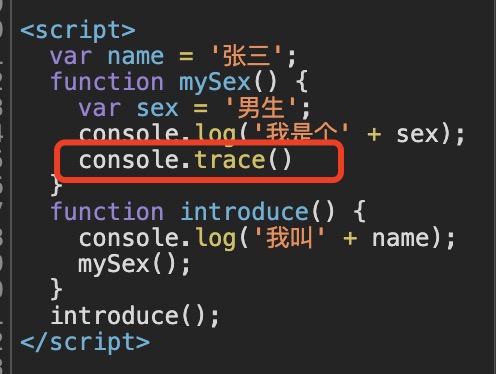 <script>
var name = '张三';
function mySex() {
var sex = '男生';
console.log('我是个' + sex);
console.trace()
}
function introduce() {
console.log('我叫' + name);
mySex();
}
introduce();
</script>